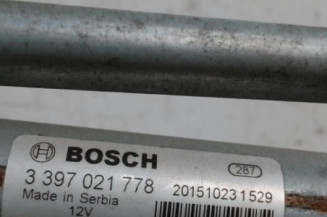 BOSCH 287
3 397 021 778 201510231529
Made in Serbia
12V